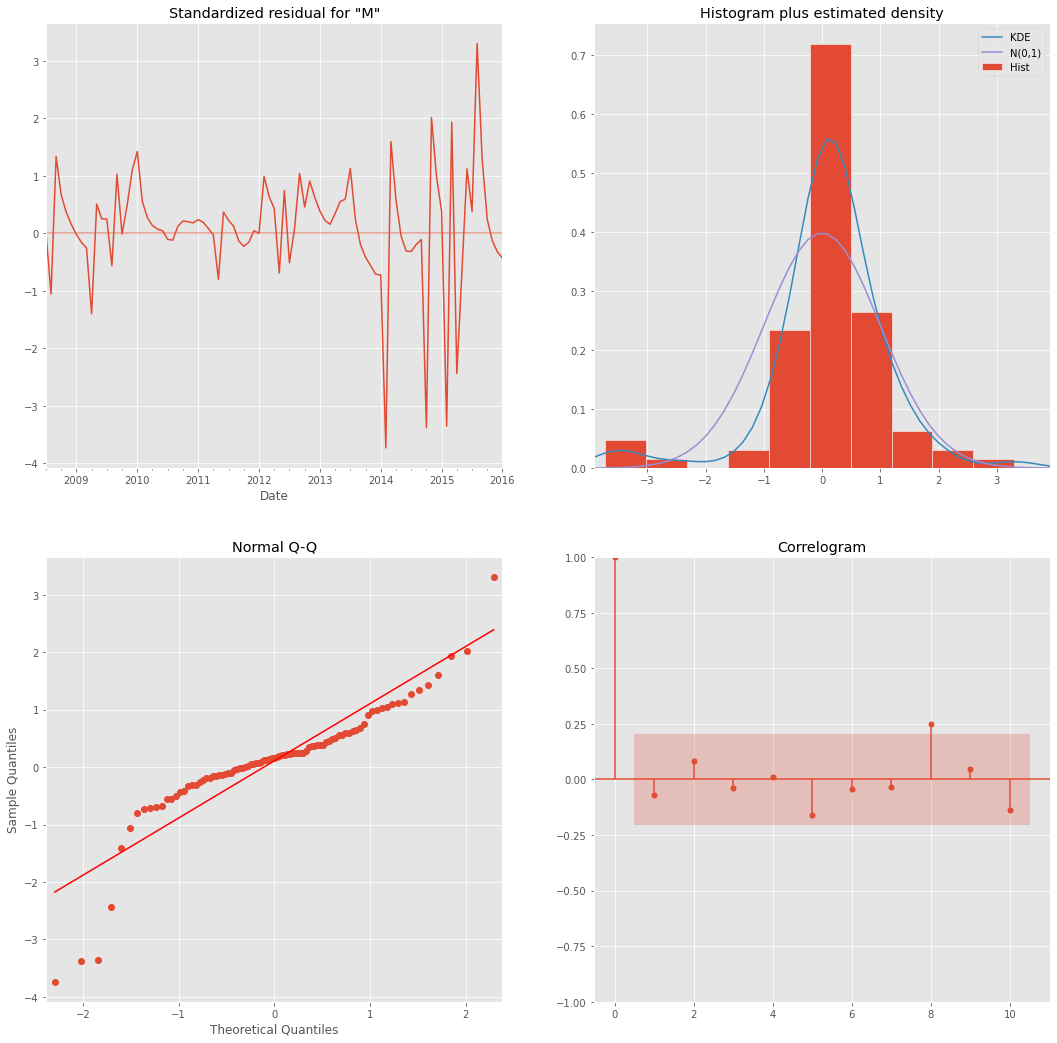 Standardized residual for "M"
3
2
1
0
−1
−2
−3
−4
2009 2010 2011 2012 2013 2014 2015 2016
Date
Histogram plus estimated density
KDE
N(0,1)
Hist
0.7
0.6
0.5
0.4
0.3
0.2
0.1
0.0
−3 −2 −1 0 1 2 3
Normal Q-Q
Sample Quantiles
3
2
1
0
−1
−2
−3
−4
−2 −1 0 1 2
Theoretical Quantiles
Correlogram
1.00
0.75
0.50
0.25
0.00
−0.25
−0.50
−0.75
−1.00
0 2 4 6 8 10